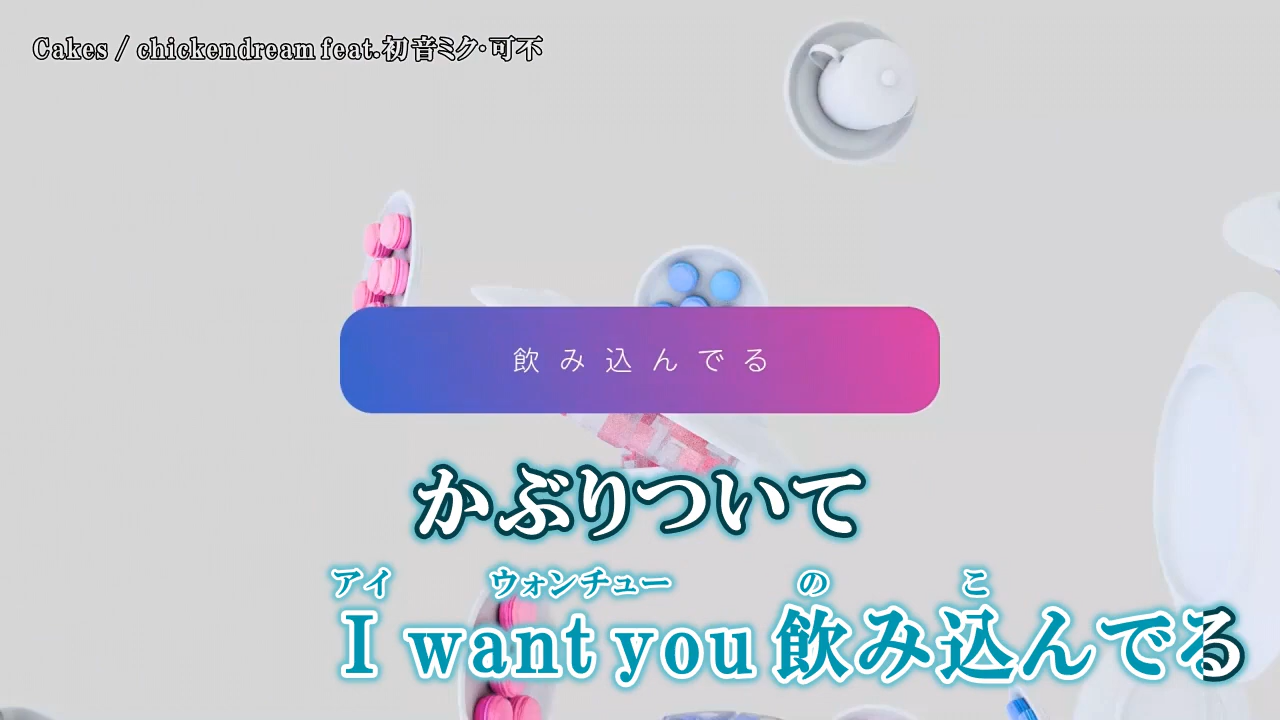 Cakes / chickendream feat.初音ミク・可不
飲み込んでる
かぶりついて
アイ ウォンチュー の こ
I want you 飲み込んでる